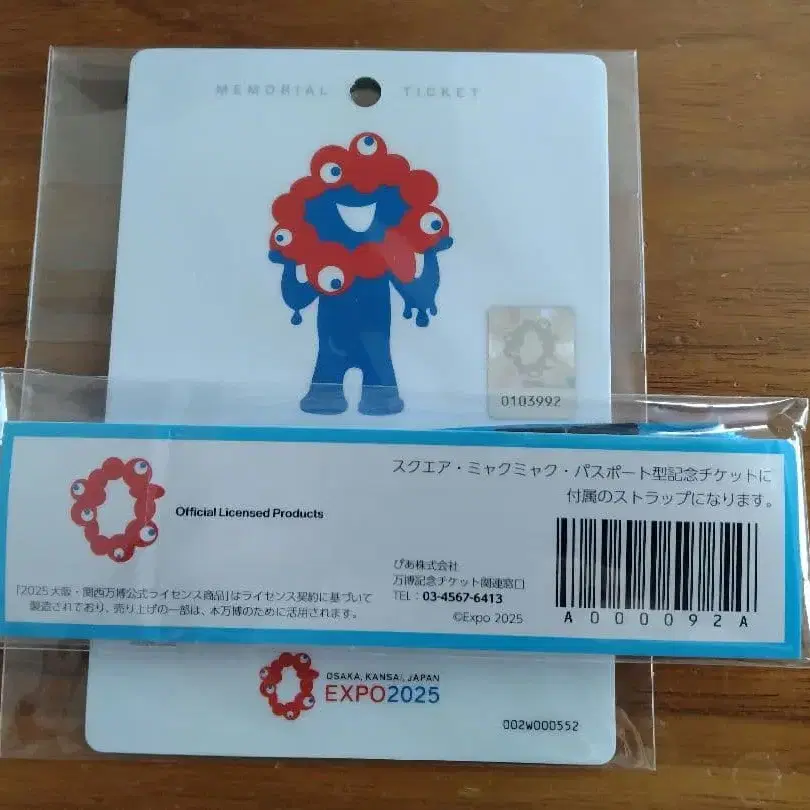 MEMORIAL TICKET
0103992
スクエア・ミャクミャク・パスポート型記念チケットに
付属のストラップになります。
Official Licensed Products
「2025大阪・関西万博公式ライセンス商品」はライセンス契約に基づいて
製造されており、売り上げの一部は、本万博のために活用されます。
ぴあ株式会社
万博記念チケット関連窓口
TEL：03-4567-6413
©Expo 2025
A000092A
OSAKA, KANSAI, JAPAN
EXPO2025
002W000552